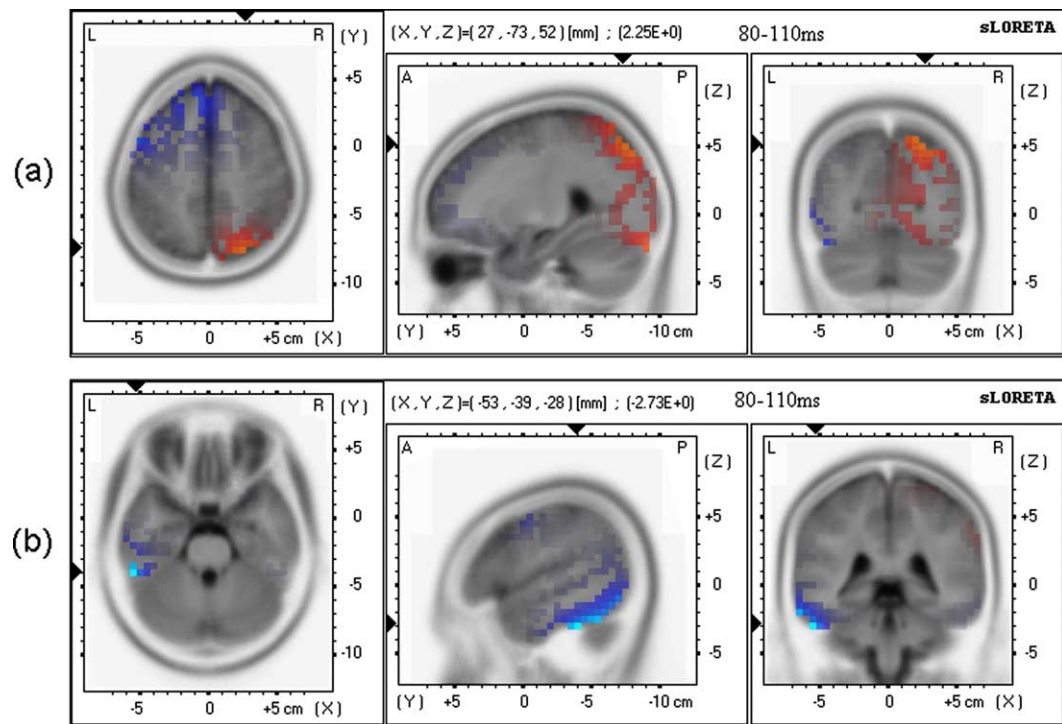 (a)
L R (Y)
+5
0
-5
-10
-5 0 +5 cm (X)
(X, Y, Z)=(27 , -73 , 52) [mm] ; (2.25E+0) 80-110ms sLORETA
A P (Z)
+5
0
-5
(Y) +5 0 -5 -10 cm
L R (Z)
+5
0
-5
-5 0 +5 cm (X)
(b)
L R (Y)
+5
0
-5
-10
-5 0 +5 cm (X)
(X, Y, Z)=(-53 , -39 , -28) [mm] ; (-2.73E+0) 80-110ms sLORETA
A P (Z)
+5
0
-5
(Y) +5 0 -5 -10 cm
L R (Z)
+5
0
-5
-5 0 +5 cm (X)